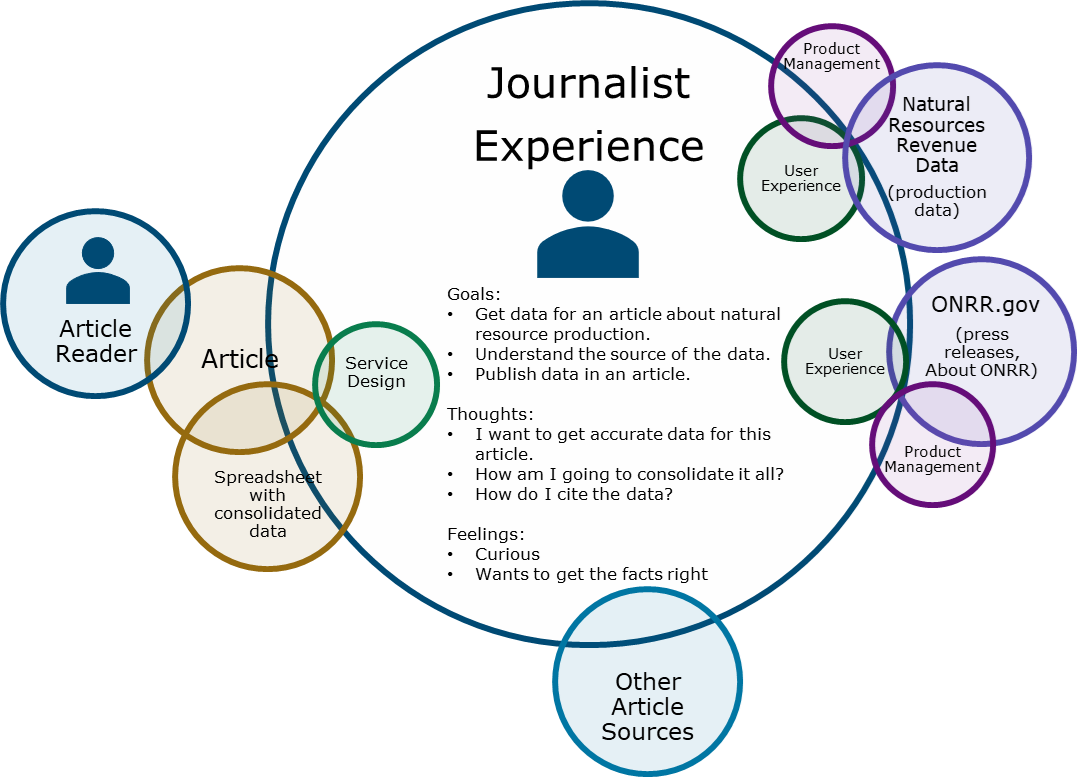 Journalist
Experience
Goals:
• Get data for an article about natural
resource production.
• Understand the source of the data.
• Publish data in an article.
Thoughts:
• I want to get accurate data for this
article.
• How am I going to consolidate it all?
• How do I cite the data?
Feelings:
• Curious
• Wants to get the facts right
Product
Management
User
Experience
Natural
Resources
Revenue
Data
(production
data)
ONRR.gov
(press
releases,
About ONRR)
User
Experience
Product
Management
Article
Reader
Article
Service
Design
Spreadsheet
with
consolidated
data
Other
Article
Sources